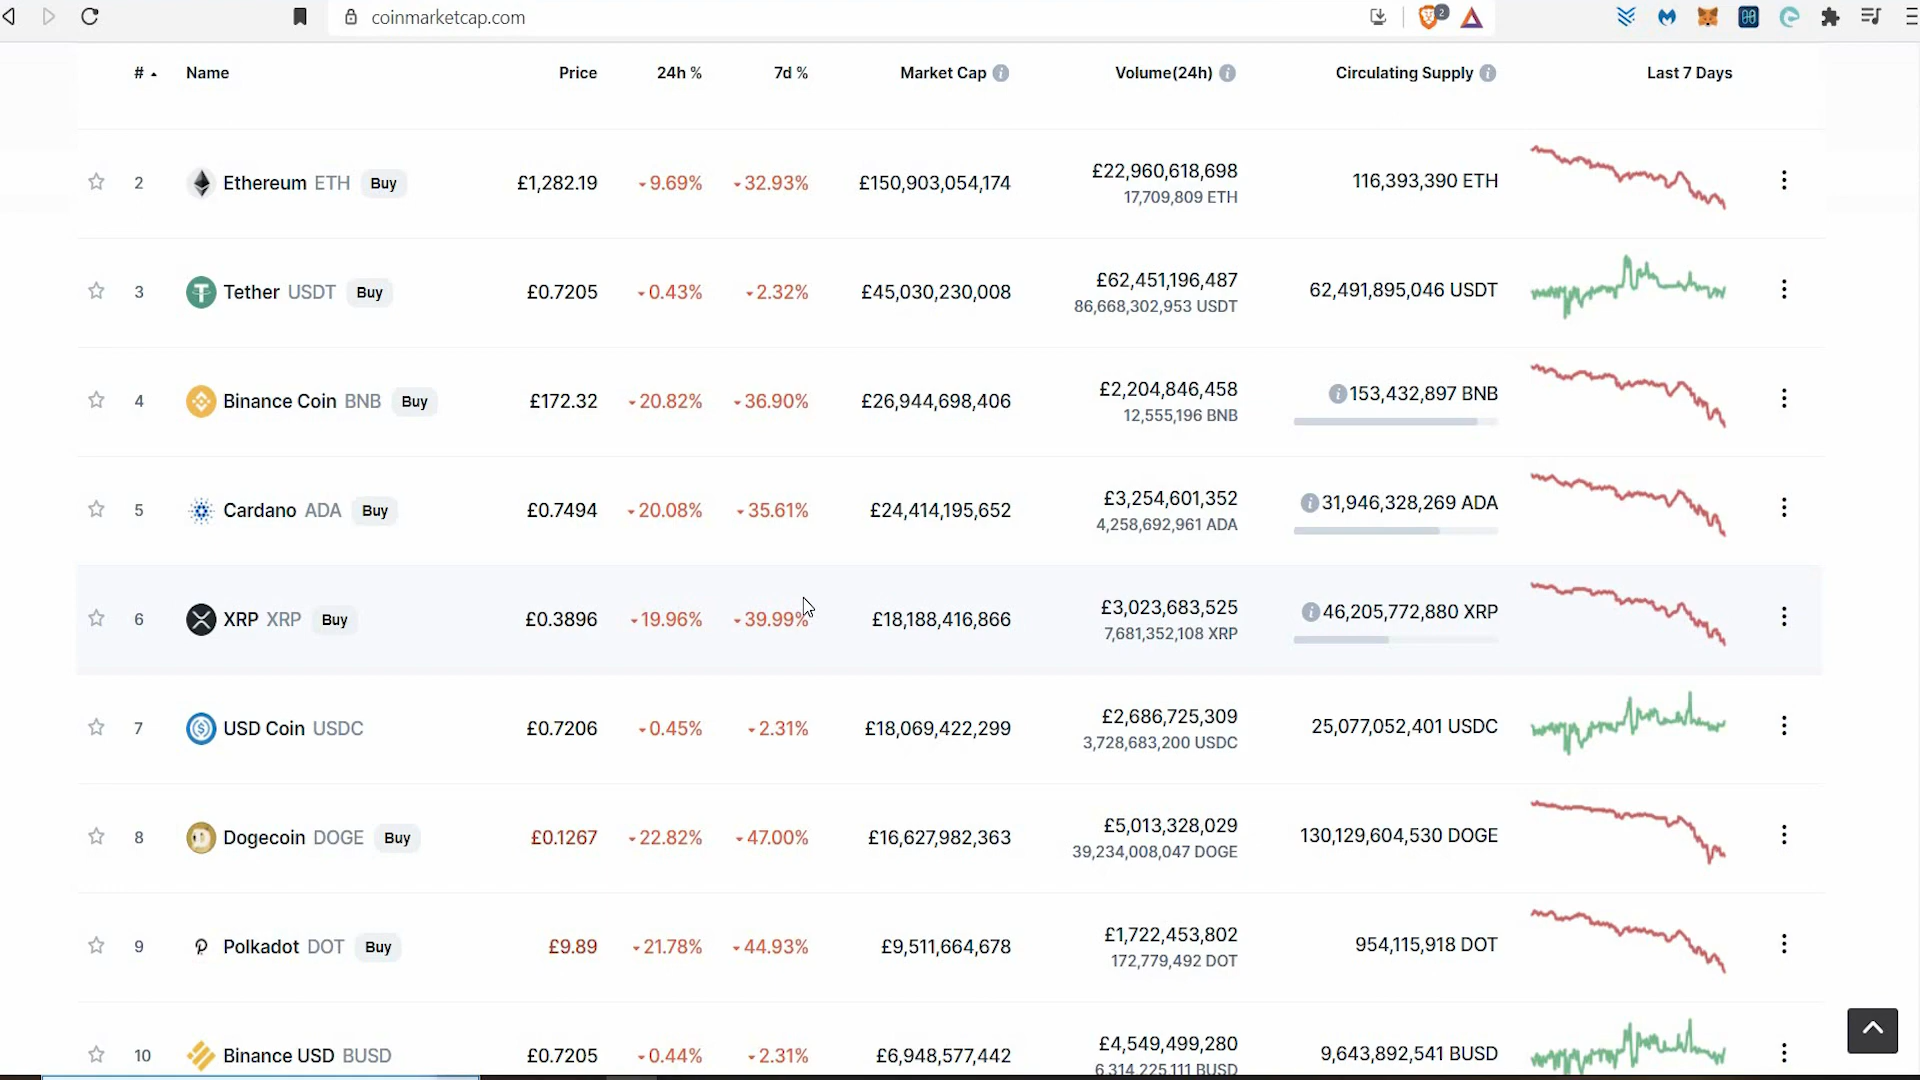 coinmarketcap.com
2
# Name Price 24h % 7d % Market Cap Volume(24h) Circulating Supply Last 7 Days
2 Ethereum ETH Buy £1,282.19 9.69% 32.93% £150,903,054,174 £22,960,618,698 116,393,390 ETH
17,709,809 ETH
3 Tether USDT Buy £0.7205 0.43% 2.32% £45,030,230,008 £62,451,196,487 62,491,895,046 USDT
86,668,302,953 USDT
4 Binance Coin BNB Buy £172.32 20.82% 36.90% £26,944,698,406 £2,204,846,458 153,432,897 BNB
12,555,196 BNB
5 Cardano ADA Buy £0.7494 20.08% 35.61% £24,414,195,652 £3,254,601,352 31,946,328,269 ADA
4,258,692,961 ADA
6 XRP XRP Buy £0.3896 19.96% 39.99% £18,188,416,866 £3,023,683,525 46,205,772,880 XRP
7,681,352,108 XRP
7 USD Coin USDC £0.7206 0.45% 2.31% £18,069,422,299 £2,686,725,309 25,077,052,401 USDC
3,728,683,200 USDC
8 Dogecoin DOGE Buy £0.1267 22.82% 47.00% £16,627,982,363 £5,013,328,029 130,129,604,530 DOGE
39,234,008,047 DOGE
9 Polkadot DOT Buy £9.89 21.78% 44.93% £9,511,664,678 £1,722,453,802 954,115,918 DOT
172,779,492 DOT
10 Binance USD BUSD £0.7205 0.44% 2.31% £6,948,577,442 £4,549,499,280 9,643,892,541 BUSD
6,314,225,111 BUSD